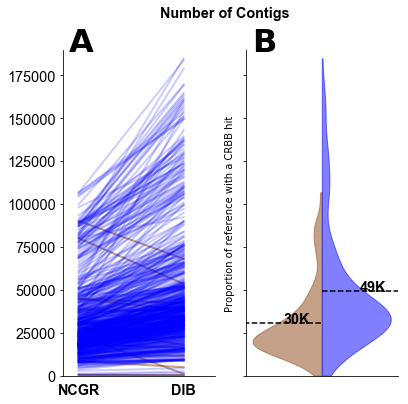 Number of Contigs
A
B
175000
150000
125000
100000
75000
50000
25000
0
NCGR
DIB
Proportion of reference with a CRBB hit
30K
49K